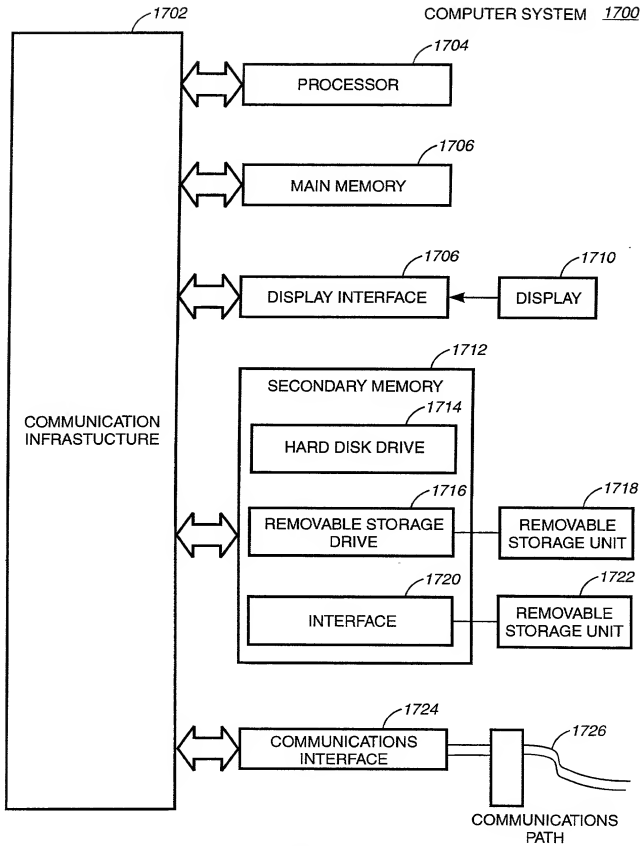 COMPUTER SYSTEM 1700
1702
1704
PROCESSOR
1706
MAIN MEMORY
1706
DISPLAY INTERFACE
1710
DISPLAY
1712
SECONDARY MEMORY
1714
HARD DISK DRIVE
COMMUNICATION
INFRASTUCTURE
1716
REMOVABLE STORAGE
DRIVE
1718
REMOVABLE
STORAGE UNIT
1720
INTERFACE
1722
REMOVABLE
STORAGE UNIT
1724
COMMUNICATIONS
INTERFACE
1726
COMMUNICATIONS
PATH